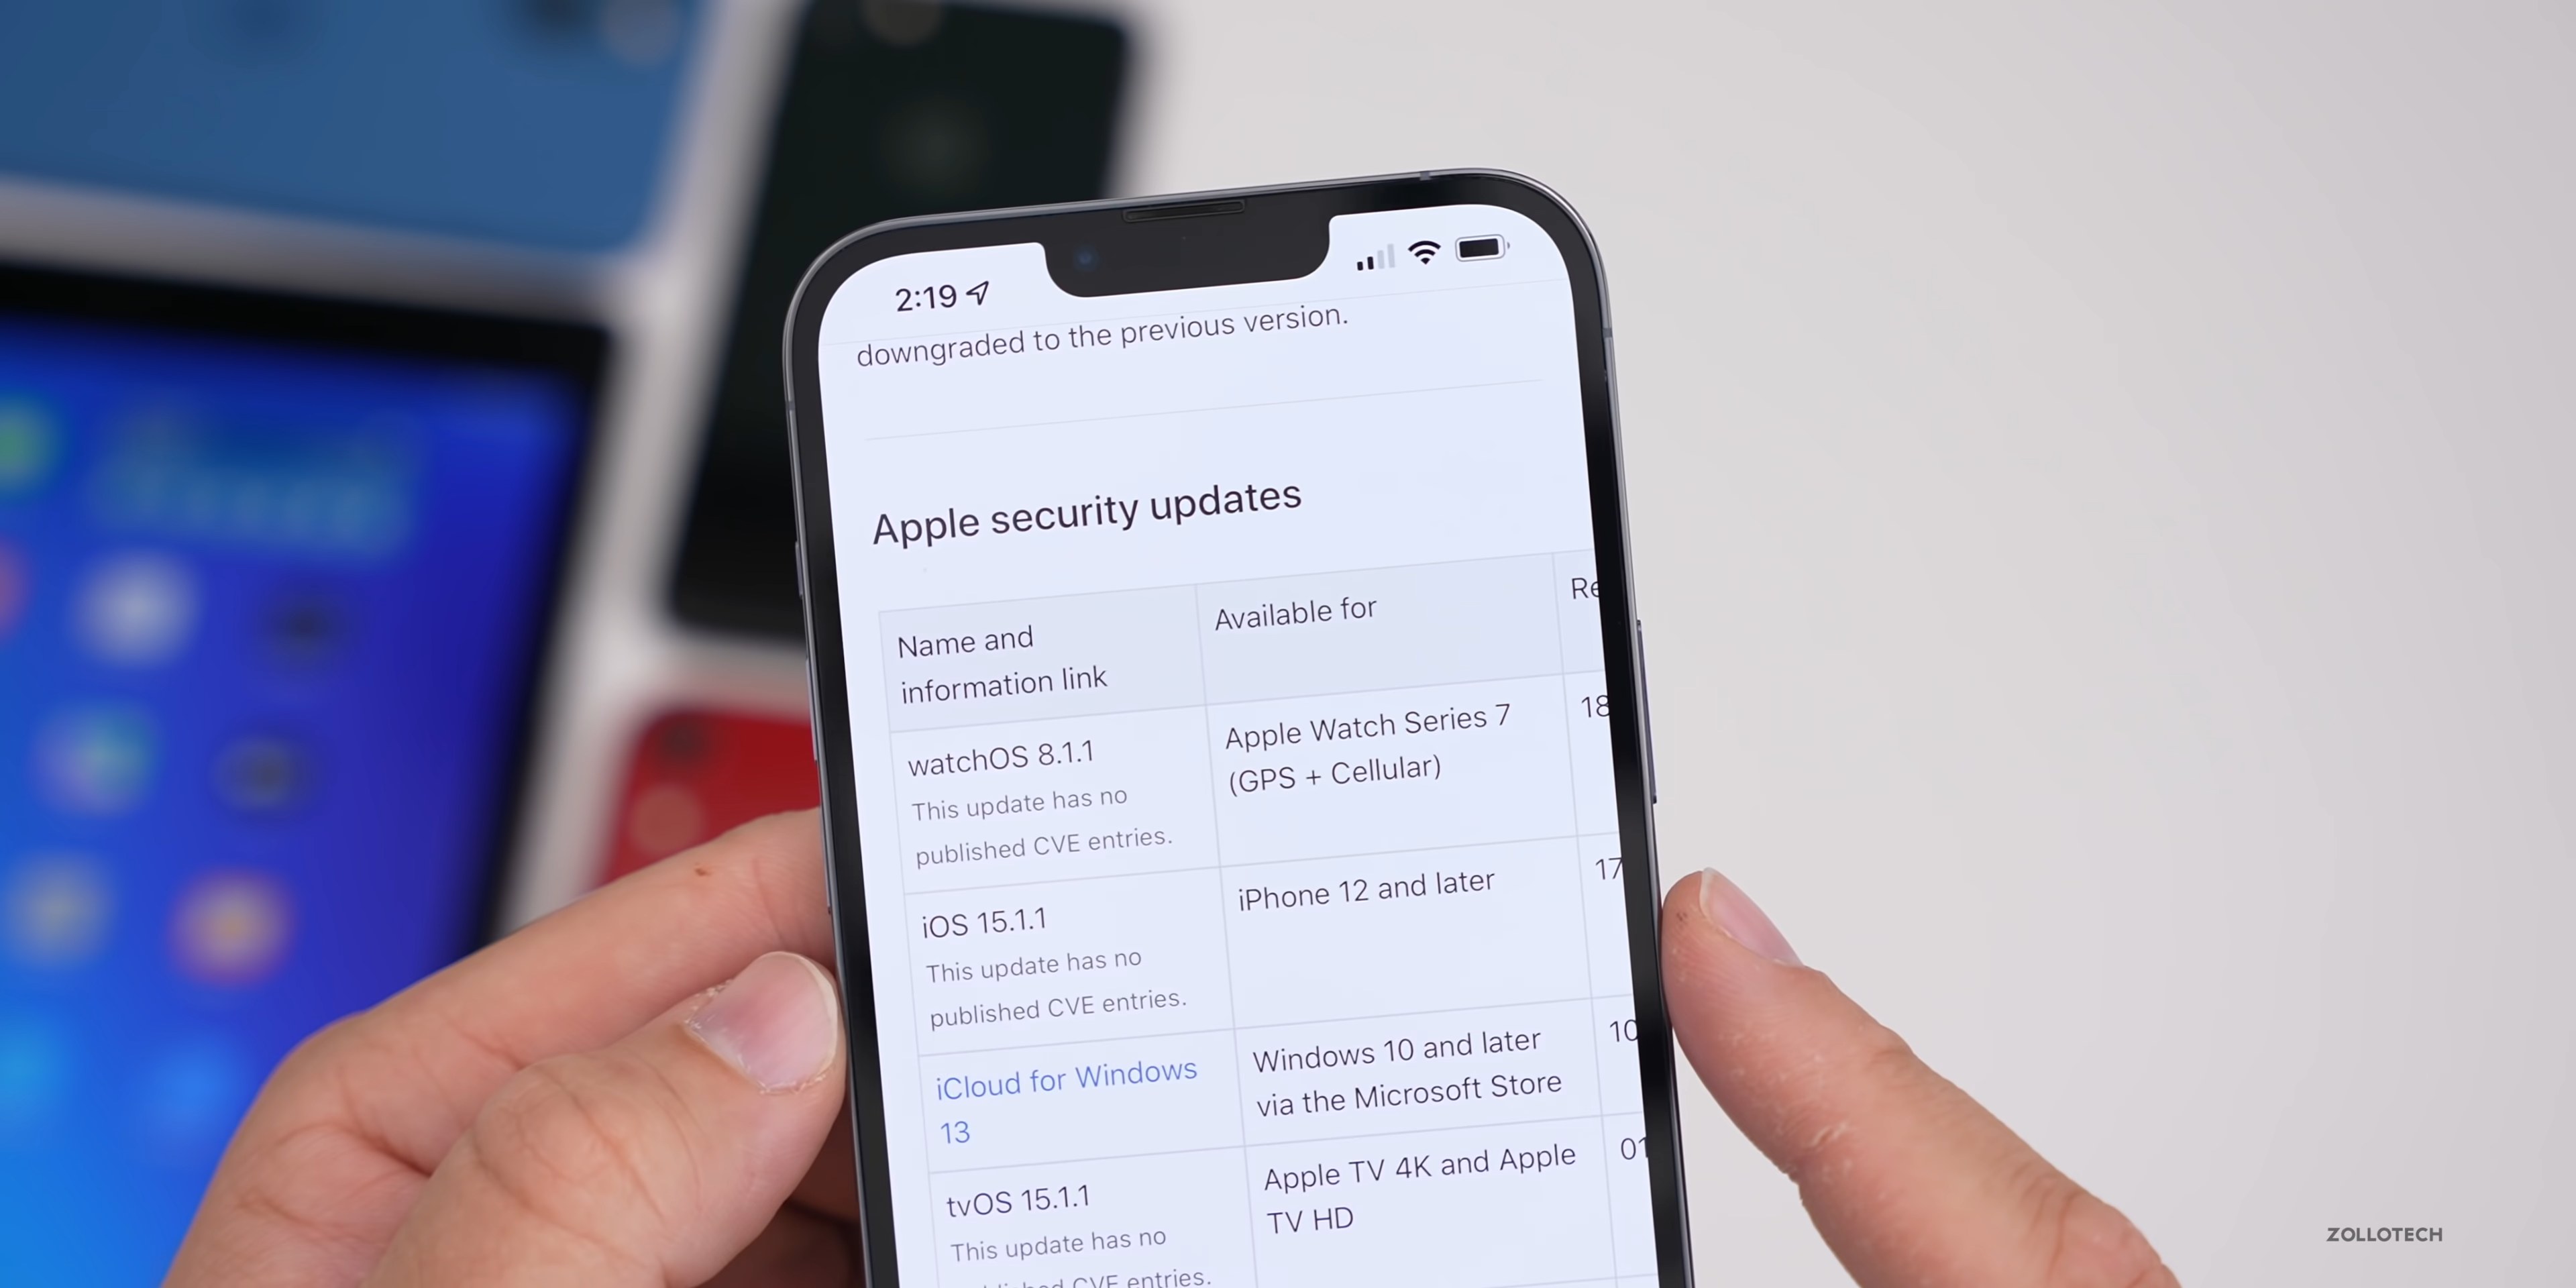 2:19
downgraded to the previous version.
Apple security updates
Name and
information link
Available for
watchOS 8.1.1
This update has no
published CVE entries.
Apple Watch Series 7
(GPS + Cellular)
18
iOS 15.1.1
This update has no
published CVE entries.
iPhone 12 and later
17
iCloud for Windows
13
Windows 10 and later
via the Microsoft Store
10
tvOS 15.1.1
This update has no
CVE entries.
Apple TV 4K and Apple
TV HD
01
ZOLLOTECH